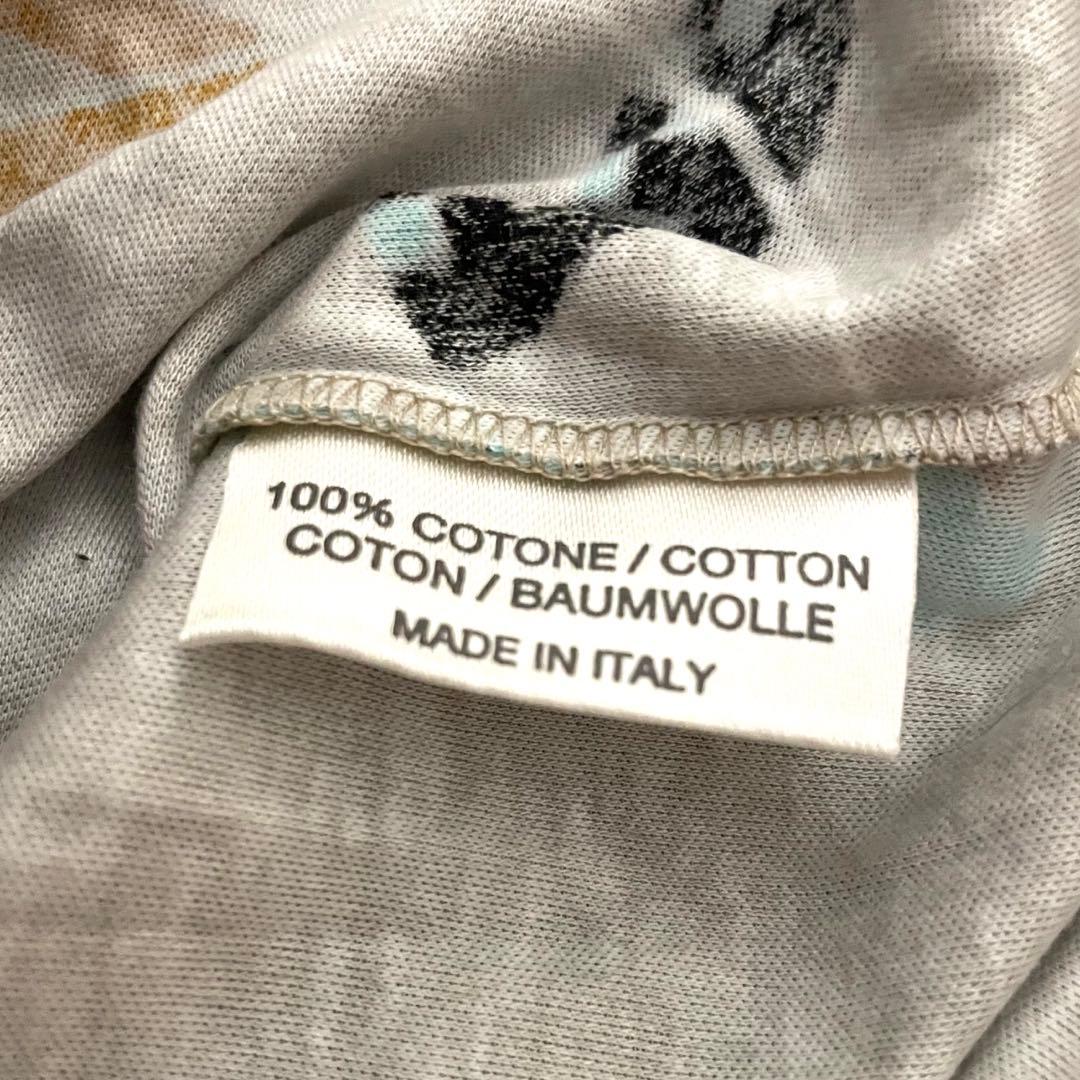 100% COTONE / COTTON
COTON / BAUMWOLLE
MADE IN ITALY